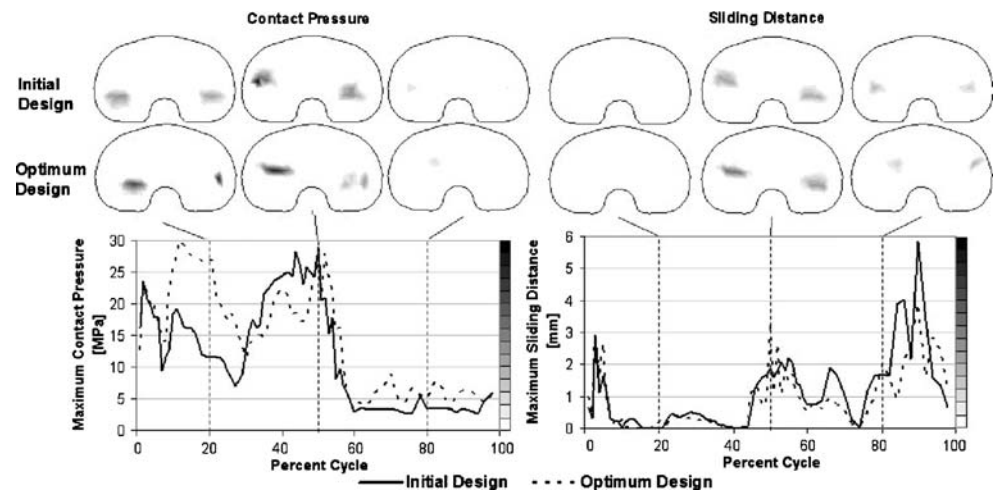 Contact Pressure
Sliding Distance
Initial
Design
Optimum
Design
Maximum Contact Pressure
[MPa]
30
25
20
15
10
5
0
0 20 40 60 80 100
Percent Cycle
Maximum Sliding Distance
[mm]
6
5
4
3
2
1
0
0 20 40 60 80 100
Percent Cycle
Initial Design
Optimum Design